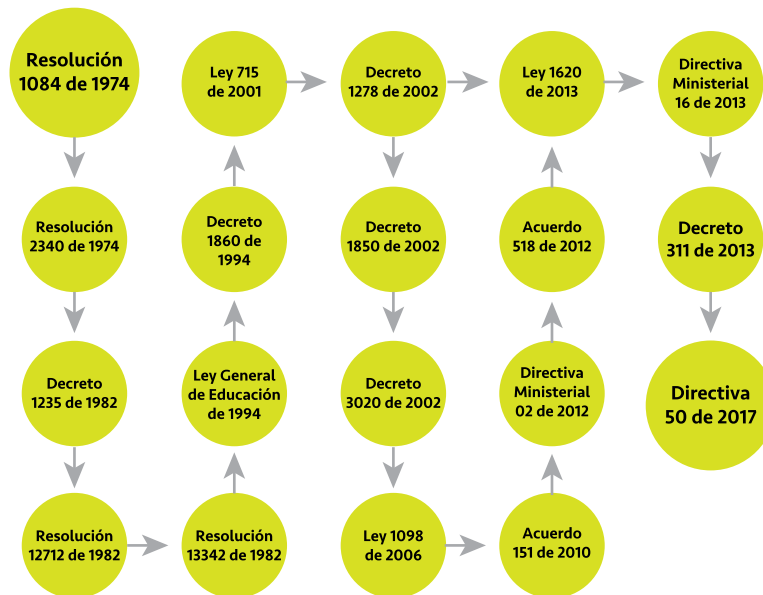 Resolución
1084 de 1974
Resolución
2340 de 1974
Decreto
1235 de 1982
Resolución
12712 de 1982
Resolución
13342 de 1982
Ley General
de Educación
de 1994
Decreto
1860 de
1994
Ley 715
de 2001
Decreto
1278 de 2002
Decreto
1850 de 2002
Decreto
3020 de 2002
Ley 1098
de 2006
Acuerdo
151 de 2010
Directiva
Ministerial
02 de 2012
Acuerdo
518 de 2012
Ley 1620
de 2013
Directiva
Ministerial
16 de 2013
Decreto
311 de 2013
Directiva
50 de 2017